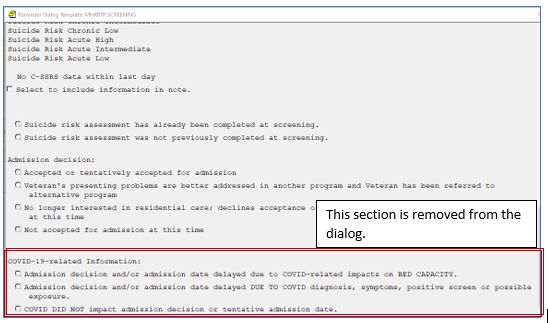 Reminder Dialog Template: MHRRTP SCREENING
Suicide Risk Chronic Intermediate
Suicide Risk Chronic Low
Suicide Risk Acute High
Suicide Risk Acute Intermediate
Suicide Risk Acute Low
No C-SSRS data within last day
Select to include information in note.
Suicide risk assessment has already been completed at screening.
Suicide risk assessment was not previously completed at screening.
Admission decision:
Accepted or tentatively accepted for admission
Veteran's presenting problems are better addressed in another program and Veteran has been referred to
alternative program
No longer interested in residential care; declines acceptance o
at this time
Not accepted for admission at this time
This section is removed from the
dialog.
COVID-19-related Information:
Admission decision and/or admission date delayed due to COVID-related impacts on BED CAPACITY.
Admission decision and/or admission date delayed DUE TO COVID diagnosis, symptoms, positive screen or possible
exposure.
COVID DID NOT impact admission decision or tentative admission date.